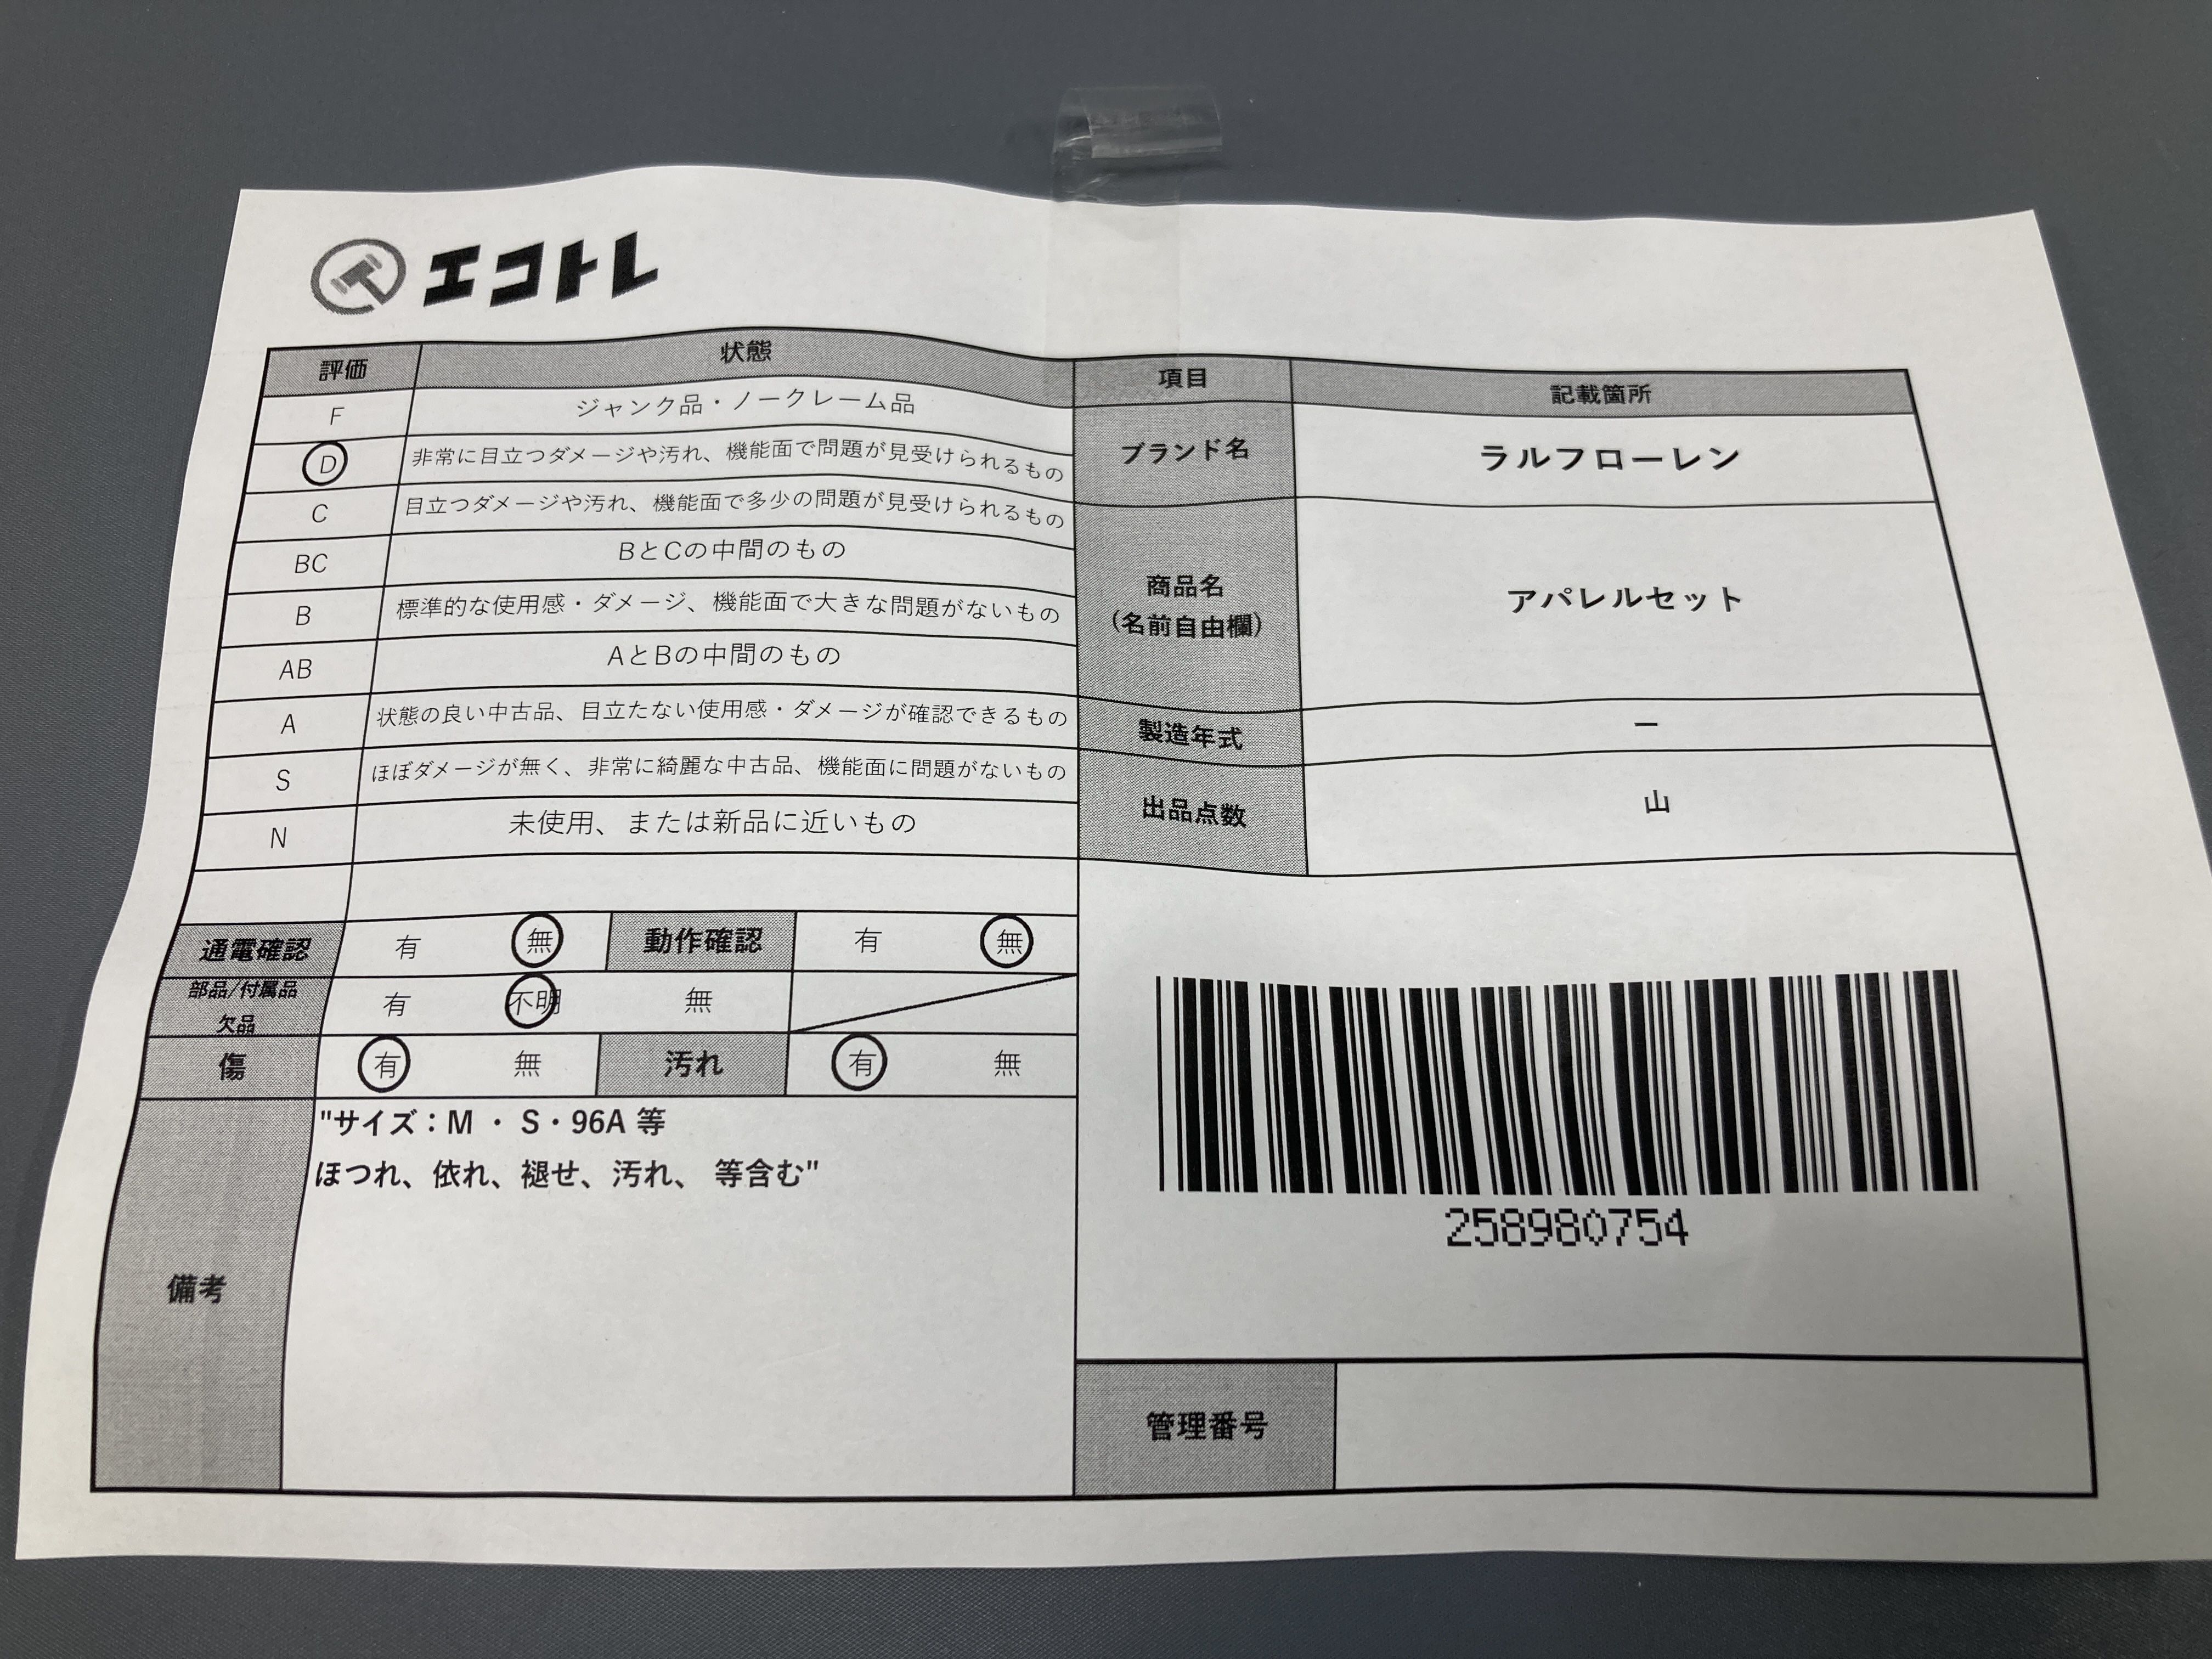 エコトレ
評価 状態
F ジャンク品・ノークレーム品
D 非常に目立つダメージや汚れ、機能面で問題が見受けられるもの
C 目立つダメージや汚れ、機能面で多少の問題が見受けられるもの
BC BとCの中間のもの
B 標準的な使用感・ダメージ、機能面で大きな問題がないもの
AB AとBの中間のもの
A 状態の良い中古品、目立たない使用感・ダメージが確認できるもの
S ほぼダメージが無く、非常に綺麗な中古品、機能面に問題がないもの
N 未使用、または新品に近いもの
通電確認 有 無 動作確認 有 無
部品/付属品
欠品 有 不明 無
傷 有 無 汚れ 有 無
備考
"サイズ：M ・ S・96A 等
ほつれ、依れ、褪せ、汚れ、 等含む"
項目 記載箇所
ブランド名 ラルフローレン
商品名
（名前自由欄） アパレルセット
製造年式 ー
出品点数 山
258980754
管理番号